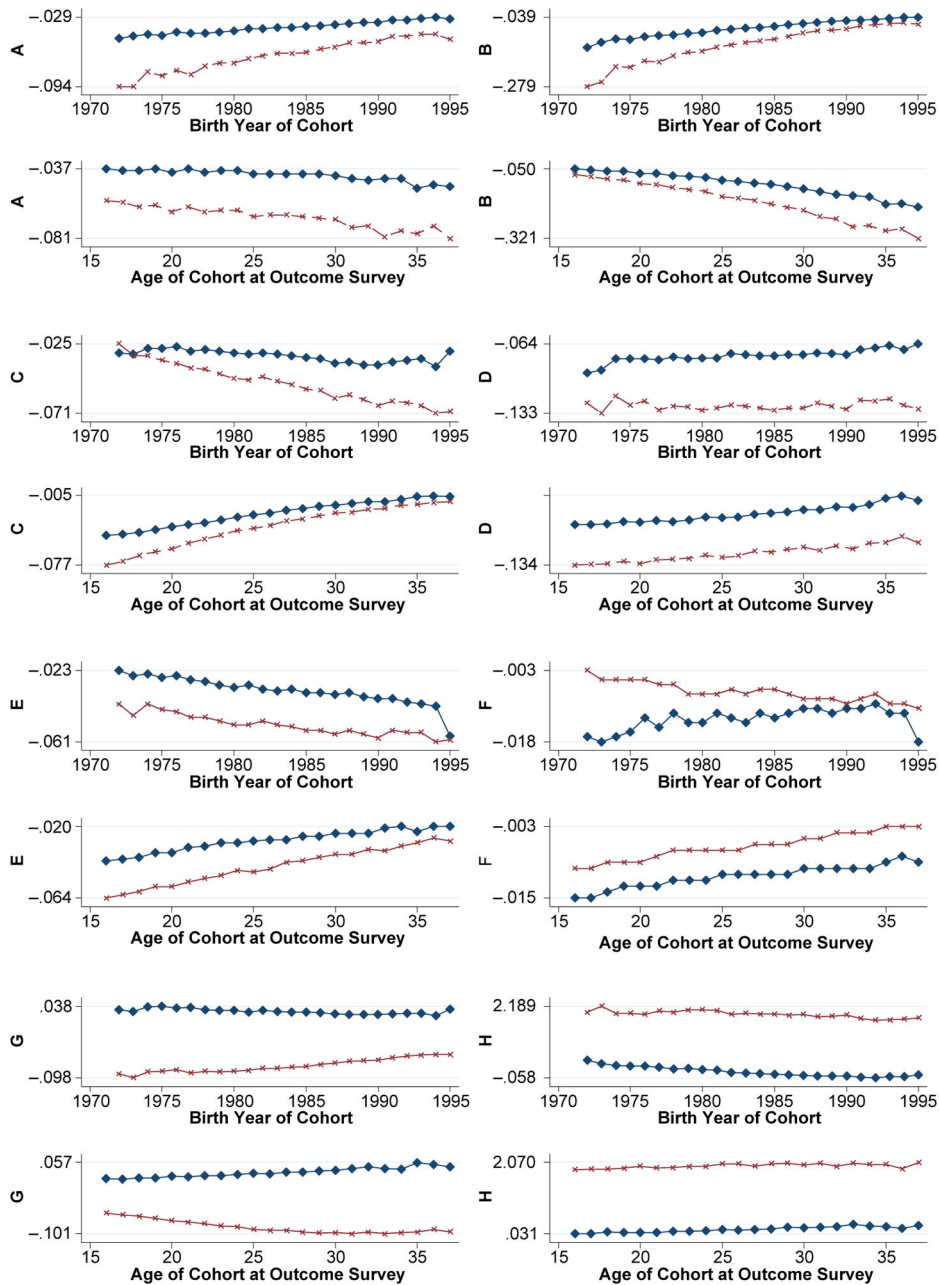 −.029
A
−.094
1970 1975 1980 1985 1990 1995
Birth Year of Cohort
−.039
B
−.279
1970 1975 1980 1985 1990 1995
Birth Year of Cohort
−.037
A
−.081
15 20 25 30 35
Age of Cohort at Outcome Survey
−.050
B
−.321
15 20 25 30 35
Age of Cohort at Outcome Survey
−.025
C
−.071
1970 1975 1980 1985 1990 1995
Birth Year of Cohort
−.064
D
−.133
1970 1975 1980 1985 1990 1995
Birth Year of Cohort
−.005
C
−.077
15 20 25 30 35
Age of Cohort at Outcome Survey
D
−.134
15 20 25 30 35
Age of Cohort at Outcome Survey
−.023
E
−.061
1970 1975 1980 1985 1990 1995
Birth Year of Cohort
−.003
F
−.018
1970 1975 1980 1985 1990 1995
Birth Year of Cohort
−.020
E
−.064
15 20 25 30 35
Age of Cohort at Outcome Survey
−.003
F
−.015
15 20 25 30 35
Age of Cohort at Outcome Survey
.038
G
−.098
1970 1975 1980 1985 1990 1995
Birth Year of Cohort
2.189
H
−.058
1970 1975 1980 1985 1990 1995
Birth Year of Cohort
.057
G
−.101
15 20 25 30 35
Age of Cohort at Outcome Survey
2.070
H
.031
15 20 25 30 35
Age of Cohort at Outcome Survey